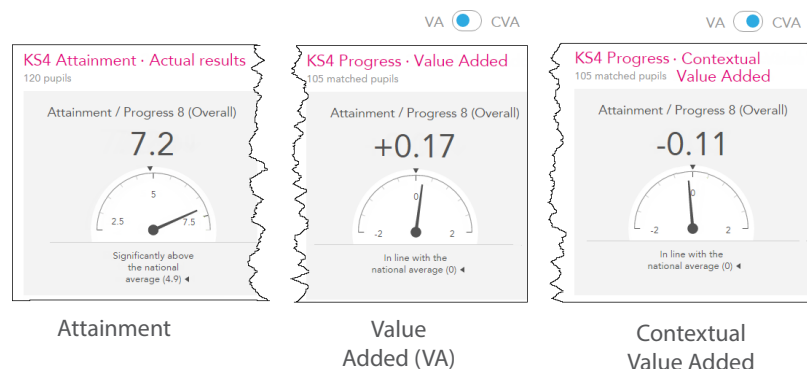 VA CVA
VA CVA
KS4 Attainment · Actual results
120 pupils
Attainment / Progress 8 (Overall)
7.2
5
2.5
7.5
Significantly above
the national
average (4.9)
Attainment
KS4 Progress · Value Added
105 matched pupils
Attainment / Progress 8 (Overall)
+0.17
0
-2
2
In line with the
national average (0)
Value
Added (VA)
KS4 Progress · Contextual
105 matched pupils Value Added
Attainment / Progress 8 (Overall)
-0.11
0
-2
2
In line with the
national average (0)
Contextual
Value Added